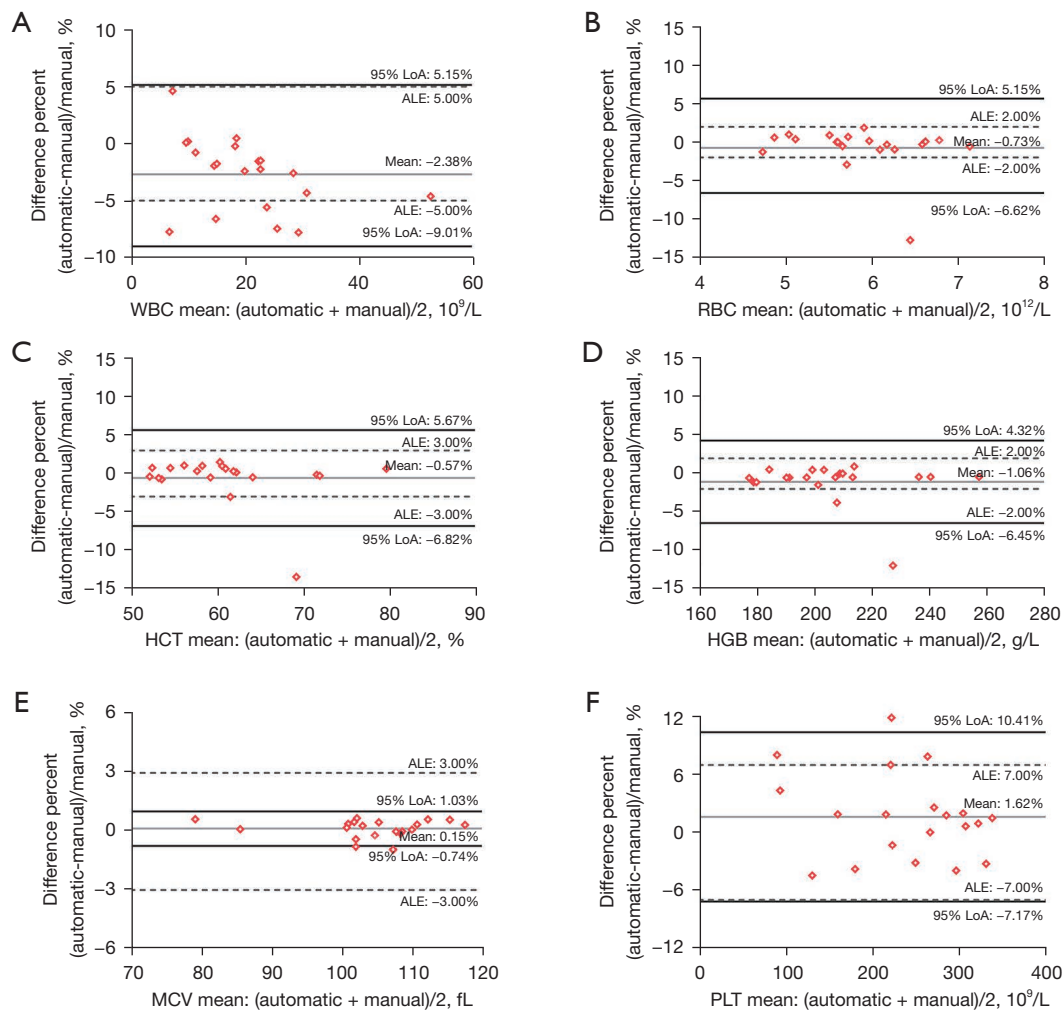 A
Difference percent
(automatic-manual)/manual, %
10
5
0
−5
−10
95% LoA: 5.15%
ALE: 5.00%
Mean: −2.38%
ALE: −5.00%
95% LoA: −9.01%
0 20 40 60
WBC mean: (automatic + manual)/2, 10⁹/L
B
Difference percent
(automatic-manual)/manual, %
15
10
5
0
−5
−10
−15
95% LoA: 5.15%
ALE: 2.00%
Mean: −0.73%
ALE: −2.00%
95% LoA: −6.62%
4 5 6 7 8
RBC mean: (automatic + manual)/2, 10¹²/L
C
Difference percent
(automatic-manual)/manual, %
15
10
5
0
−5
−10
−15
95% LoA: 5.67%
ALE: 3.00%
Mean: −0.57%
ALE: −3.00%
95% LoA: −6.82%
50 60 70 80 90
HCT mean: (automatic + manual)/2, %
D
Difference percent
(automatic-manual)/manual, %
15
10
5
0
−5
−10
−15
95% LoA: 4.32%
ALE: 2.00%
Mean: −1.06%
ALE: −2.00%
95% LoA: −6.45%
160 180 200 220 240 260 280
HGB mean: (automatic + manual)/2, g/L
E
Difference percent
(automatic-manual)/manual, %
6
3
0
−3
−6
ALE: 3.00%
95% LoA: 1.03%
Mean: 0.15%
95% LoA: −0.74%
ALE: −3.00%
70 80 90 100 110 120
MCV mean: (automatic + manual)/2, fL
F
Difference percent
(automatic-manual)/manual, %
12
6
0
−6
−12
95% LoA: 10.41%
ALE: 7.00%
Mean: 1.62%
ALE: −7.00%
95% LoA: −7.17%
0 100 200 300 400
PLT mean: (automatic + manual)/2, 10⁹/L